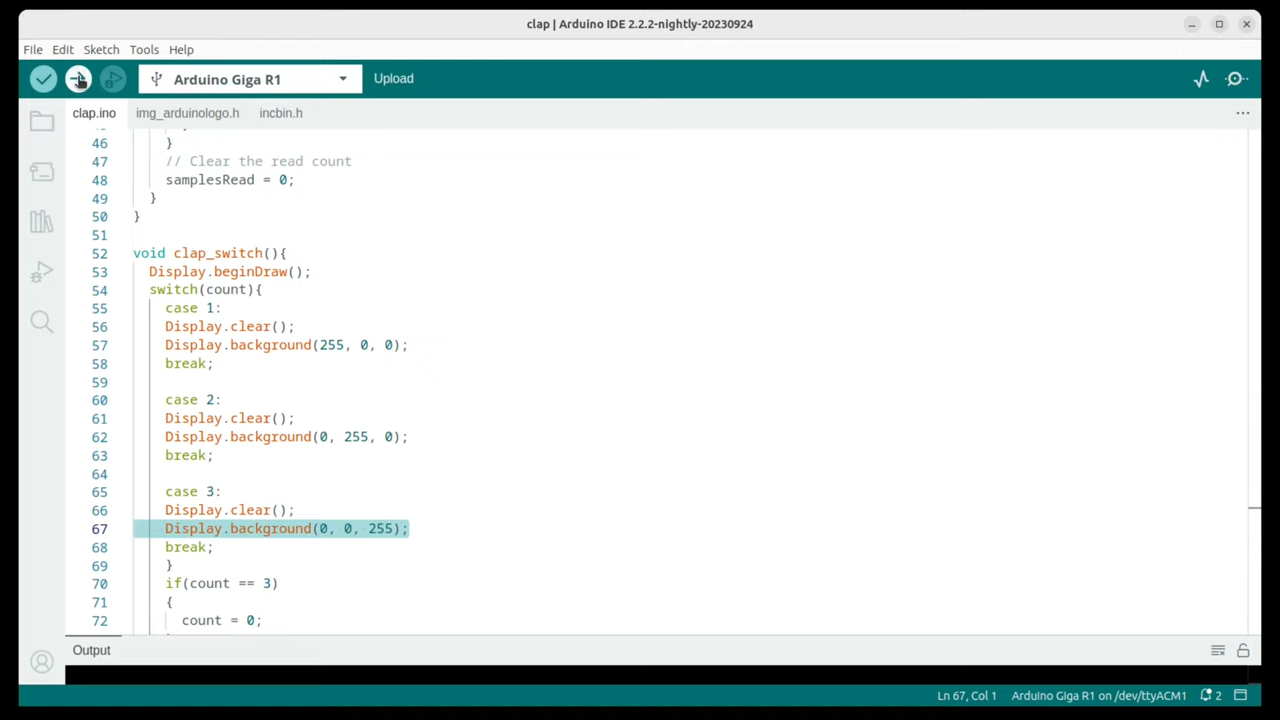 clap | Arduino IDE 2.2.2-nightly-20230924
File Edit Sketch Tools Help
Arduino Giga R1 Upload
clap.ino img_arduinologo.h incbin.h
46 }
47 // Clear the read count
48 samplesRead = 0;
49 }
50 }
51
52 void clap_switch(){
53 Display.beginDraw();
54 switch(count){
55 case 1:
56 Display.clear();
57 Display.background(255, 0, 0);
58 break;
59
60 case 2:
61 Display.clear();
62 Display.background(0, 255, 0);
63 break;
64
65 case 3:
66 Display.clear();
67 Display.background(0, 0, 255);
68 break;
69 }
70 if(count == 3)
71 {
72 count = 0;
Output
Ln 67, Col 1 Arduino Giga R1 on /dev/ttyACM1 2